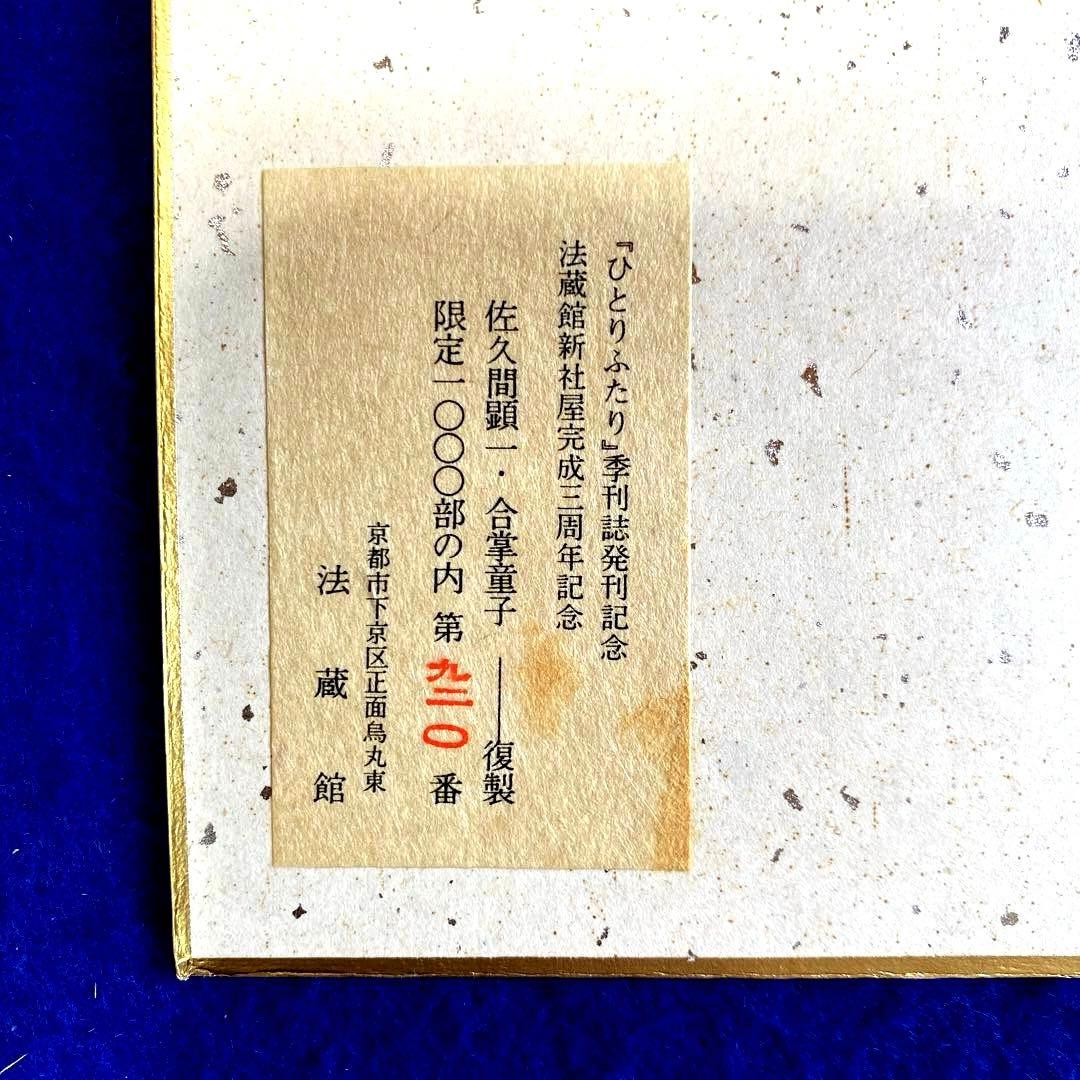 『ひとりふたり』季刊誌発刊記念
法蔵館新社屋完成三周年記念
佐久間顕一・合掌童子――復製
限定一〇〇〇部の内 第九二〇番
京都市下京区正面烏丸東
法蔵館